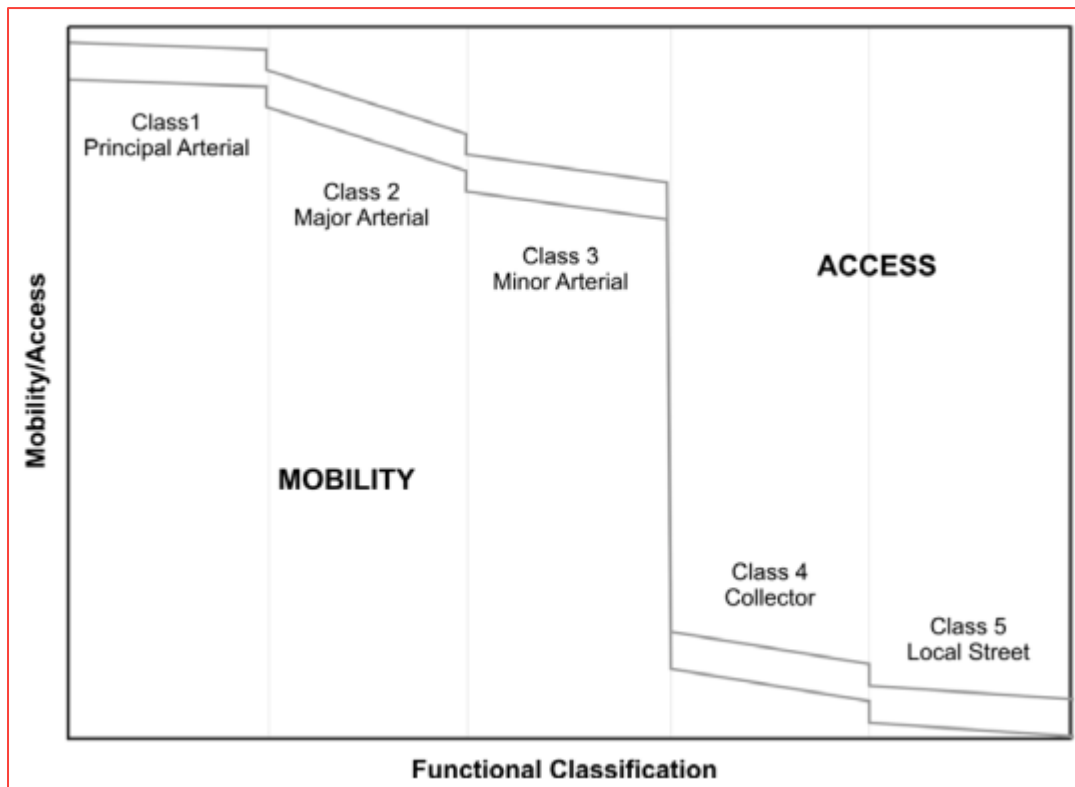 Class1
Principal Arterial
Class 2
Major Arterial
Class 3
Minor Arterial
ACCESS
Mobility/Access
MOBILITY
Class 4
Collector
Class 5
Local Street
Functional Classification